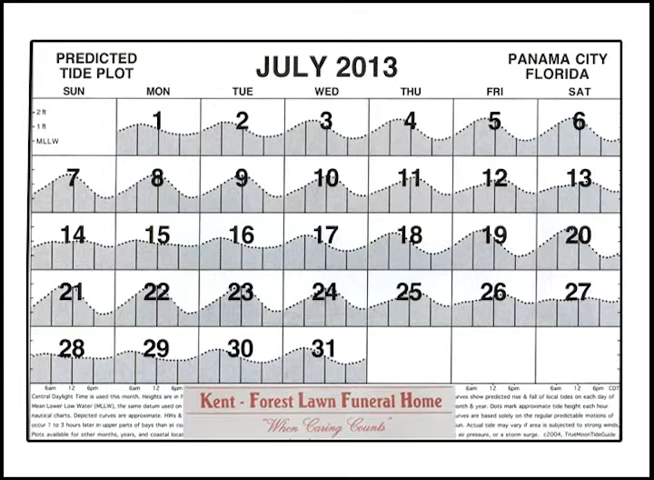 PREDICTED
TIDE PLOT
JULY 2013
PANAMA CITY
FLORIDA
SUN MON TUE WED THU FRI SAT
2 ft
1 ft
MLLW
1 2 3 4 5 6
7 8 9 10 11 12 13
14 15 16 17 18 19 20
21 22 23 24 25 26 27
28 29 30 31
6am 12 6pm 6am 12 6pm 6am 12 6pm 6am 12 6pm CDT
Central Daylight Time is used this month. Heights are in
Mean Lower Low Water (MLLW), the same datum used on
nautical charts. Depicted curves are approximate. HWs &
occur 1 to 3 hours later in upper parts of bays than at
Plots available for other months, years, and coastal
Kent - Forest Lawn Funeral Home
"When Caring Counts"
show predicted rise & fall of local tides on each day of
& year. Dots mark approximate tide height each hour
are based solely on the regular predictable motions of
Actual tide may vary if area is subjected to strong winds,
air pressure, or a storm surge. c2004, TrueMoonTideGuide